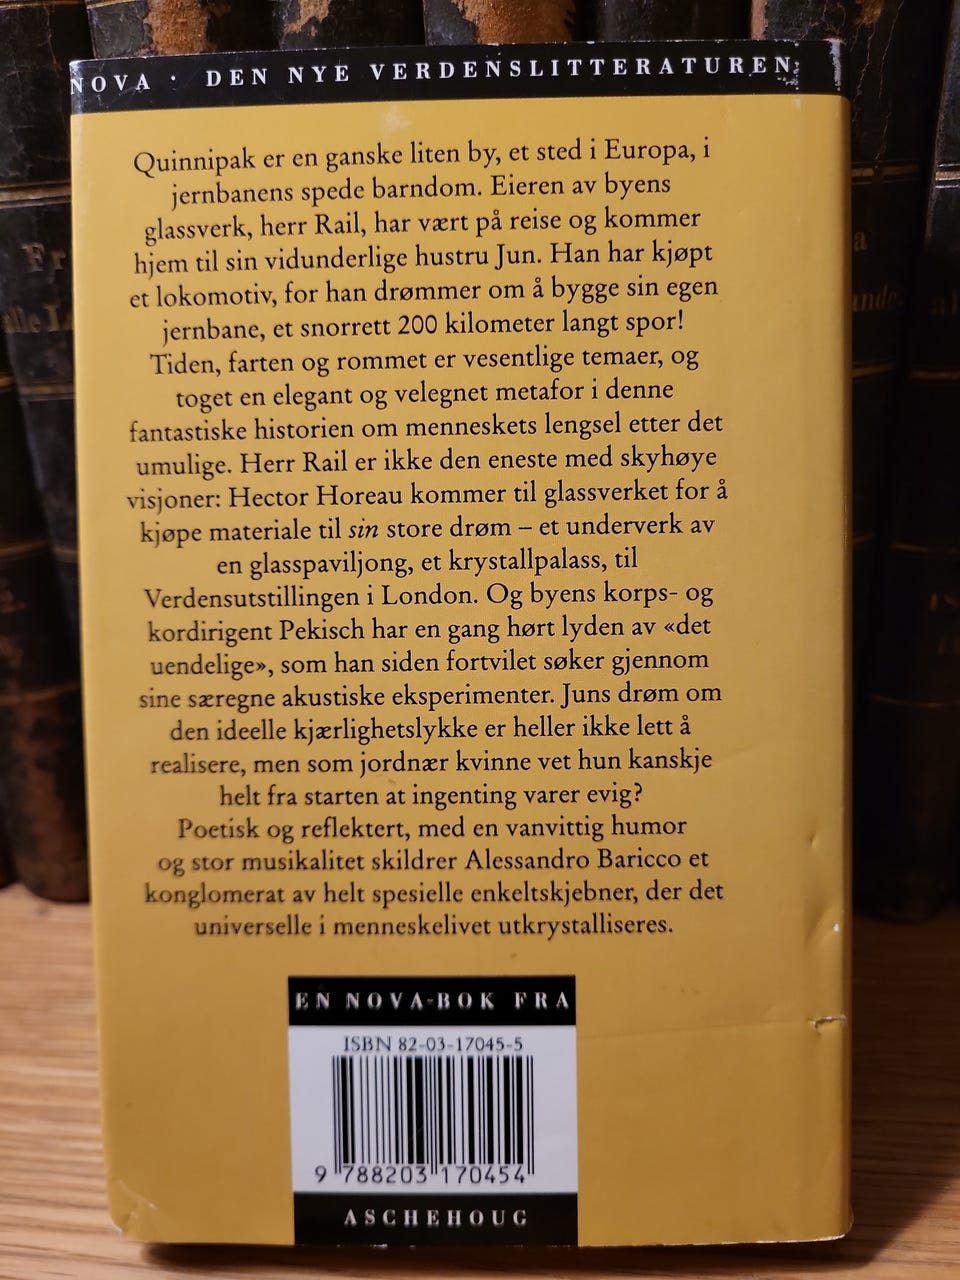 NOVA · DEN NYE VERDENSLITTERATUREN
Quinnipak er en ganske liten by, et sted i Europa, i
jernbanens spede barndom. Eieren av byens
glassverk, herr Rail, har vært på reise og kommer
hjem til sin vidunderlige hustru Jun. Han har kjøpt
et lokomotiv, for han drømmer om å bygge sin egen
jernbane, et snorrett 200 kilometer langt spor!
Tiden, farten og rommet er vesentlige temaer, og
toget en elegant og velegnet metafor i denne
fantastiske historien om menneskets lengsel etter det
umulige. Herr Rail er ikke den eneste med skyhøye
visjoner: Hector Horeau kommer til glassverket for å
kjøpe materiale til sin store drøm – et underverk av
en glasspaviljong, et krystallpalass, til
Verdensutstillingen i London. Og byens korps- og
kordirigent Pekisch har en gang hørt lyden av «det
uendelige», som han siden fortvilet søker gjennom
sine særegne akustiske eksperimenter. Juns drøm om
den ideelle kjærlighetslykke er heller ikke lett å
realisere, men som jordnær kvinne vet hun kanskje
helt fra starten at ingenting varer evig?
Poetisk og reflektert, med en vanvittig humor
og stor musikalitet skildrer Alessandro Baricco et
konglomerat av helt spesielle enkeltskjebner, der det
universelle i menneskelivet utkrystalliseres.
EN NOVA-BOK FRA
ISBN 82-03-17045-5
9 788203 170454
ASCHEHOUG